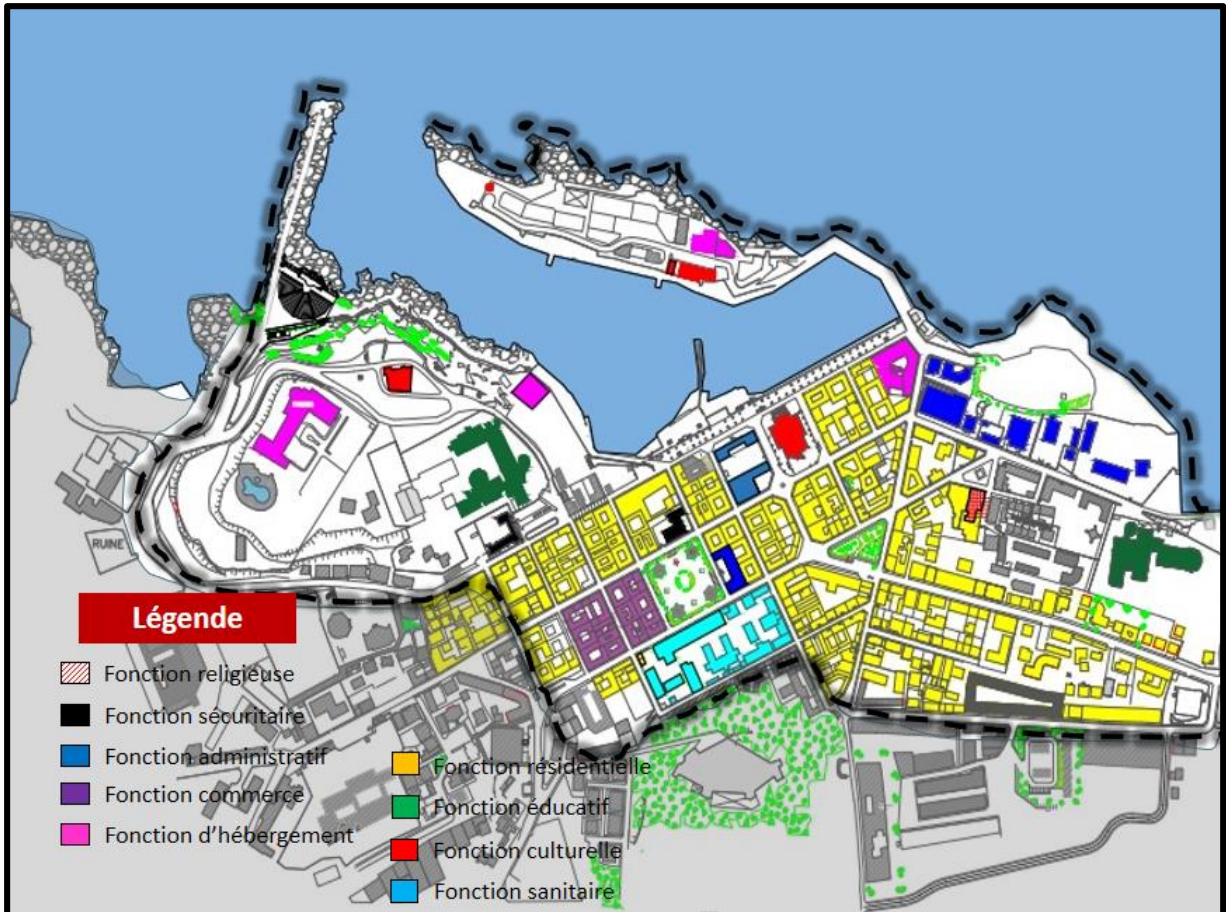 RUINE
Légende
Fonction religieuse
Fonction sécuritaire
Fonction administratif
Fonction commerce
Fonction d'hébergement
Fonction résidentielle
Fonction éducatif
Fonction culturelle
Fonction sanitaire